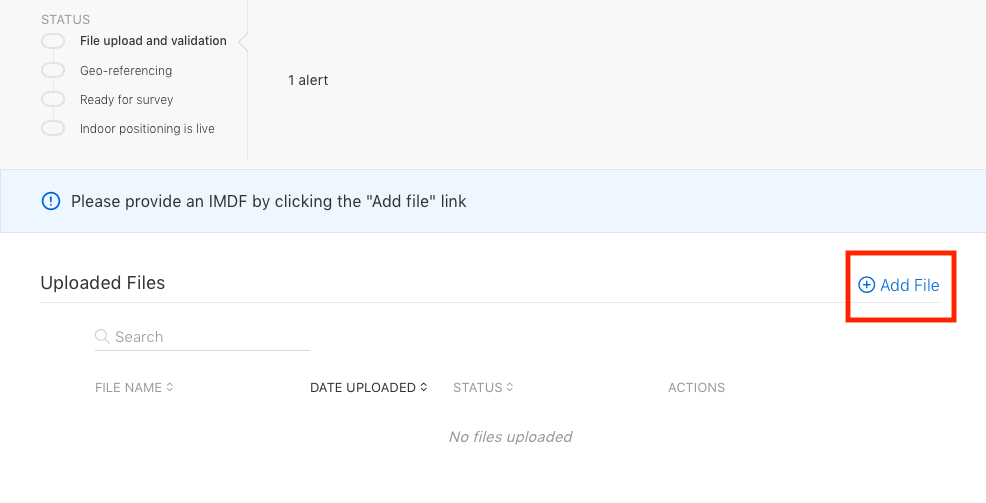 STATUS
File upload and validation
Geo-referencing
Ready for survey
Indoor positioning is live
1 alert
Please provide an IMDF by clicking the "Add file" link
Uploaded Files
Add File
Search
FILE NAME DATE UPLOADED STATUS ACTIONS
No files uploaded